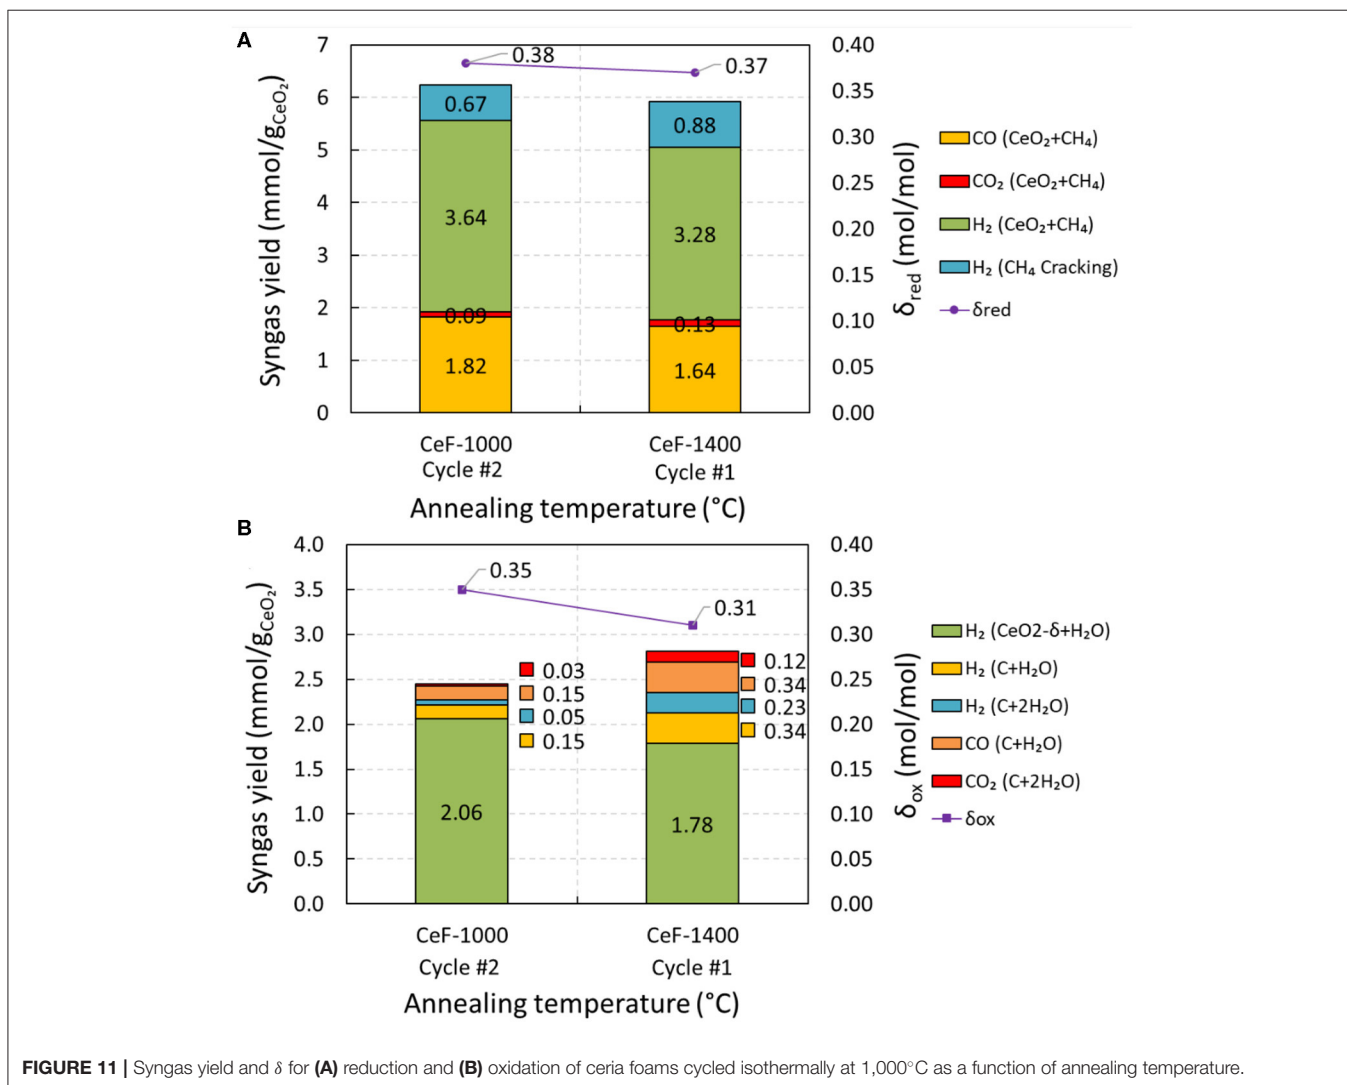 A
7
6
5
4
3
2
1
0
Syngas yield (mmol/gCeO₂)
0.38
0.37
0.67
0.88
3.64
3.28
0.09
0.13
1.82
1.64
0.40
0.35
0.30
0.25
0.20
0.15
0.10
0.05
0.00
δred (mol/mol)
CO (CeO₂+CH₄)
CO₂ (CeO₂+CH₄)
H₂ (CeO₂+CH₄)
H₂ (CH₄ Cracking)
δred
CeF-1000
Cycle #2
CeF-1400
Cycle #1
Annealing temperature (°C)
B
4.0
3.5
3.0
2.5
2.0
1.5
1.0
0.5
0.0
Syngas yield (mmol/gCeO₂)
0.35
0.31
0.03
0.15
0.05
0.15
2.06
0.12
0.34
0.23
0.34
1.78
0.40
0.35
0.30
0.25
0.20
0.15
0.10
0.05
0.00
δox (mol/mol)
H₂ (CeO2-δ+H₂O)
H₂ (C+H₂O)
H₂ (C+2H₂O)
CO (C+H₂O)
CO₂ (C+2H₂O)
δox
CeF-1000
Cycle #2
CeF-1400
Cycle #1
Annealing temperature (°C)
FIGURE 11 | Syngas yield and δ for (A) reduction and (B) oxidation of ceria foams cycled isothermally at 1,000°C as a function of annealing temperature.